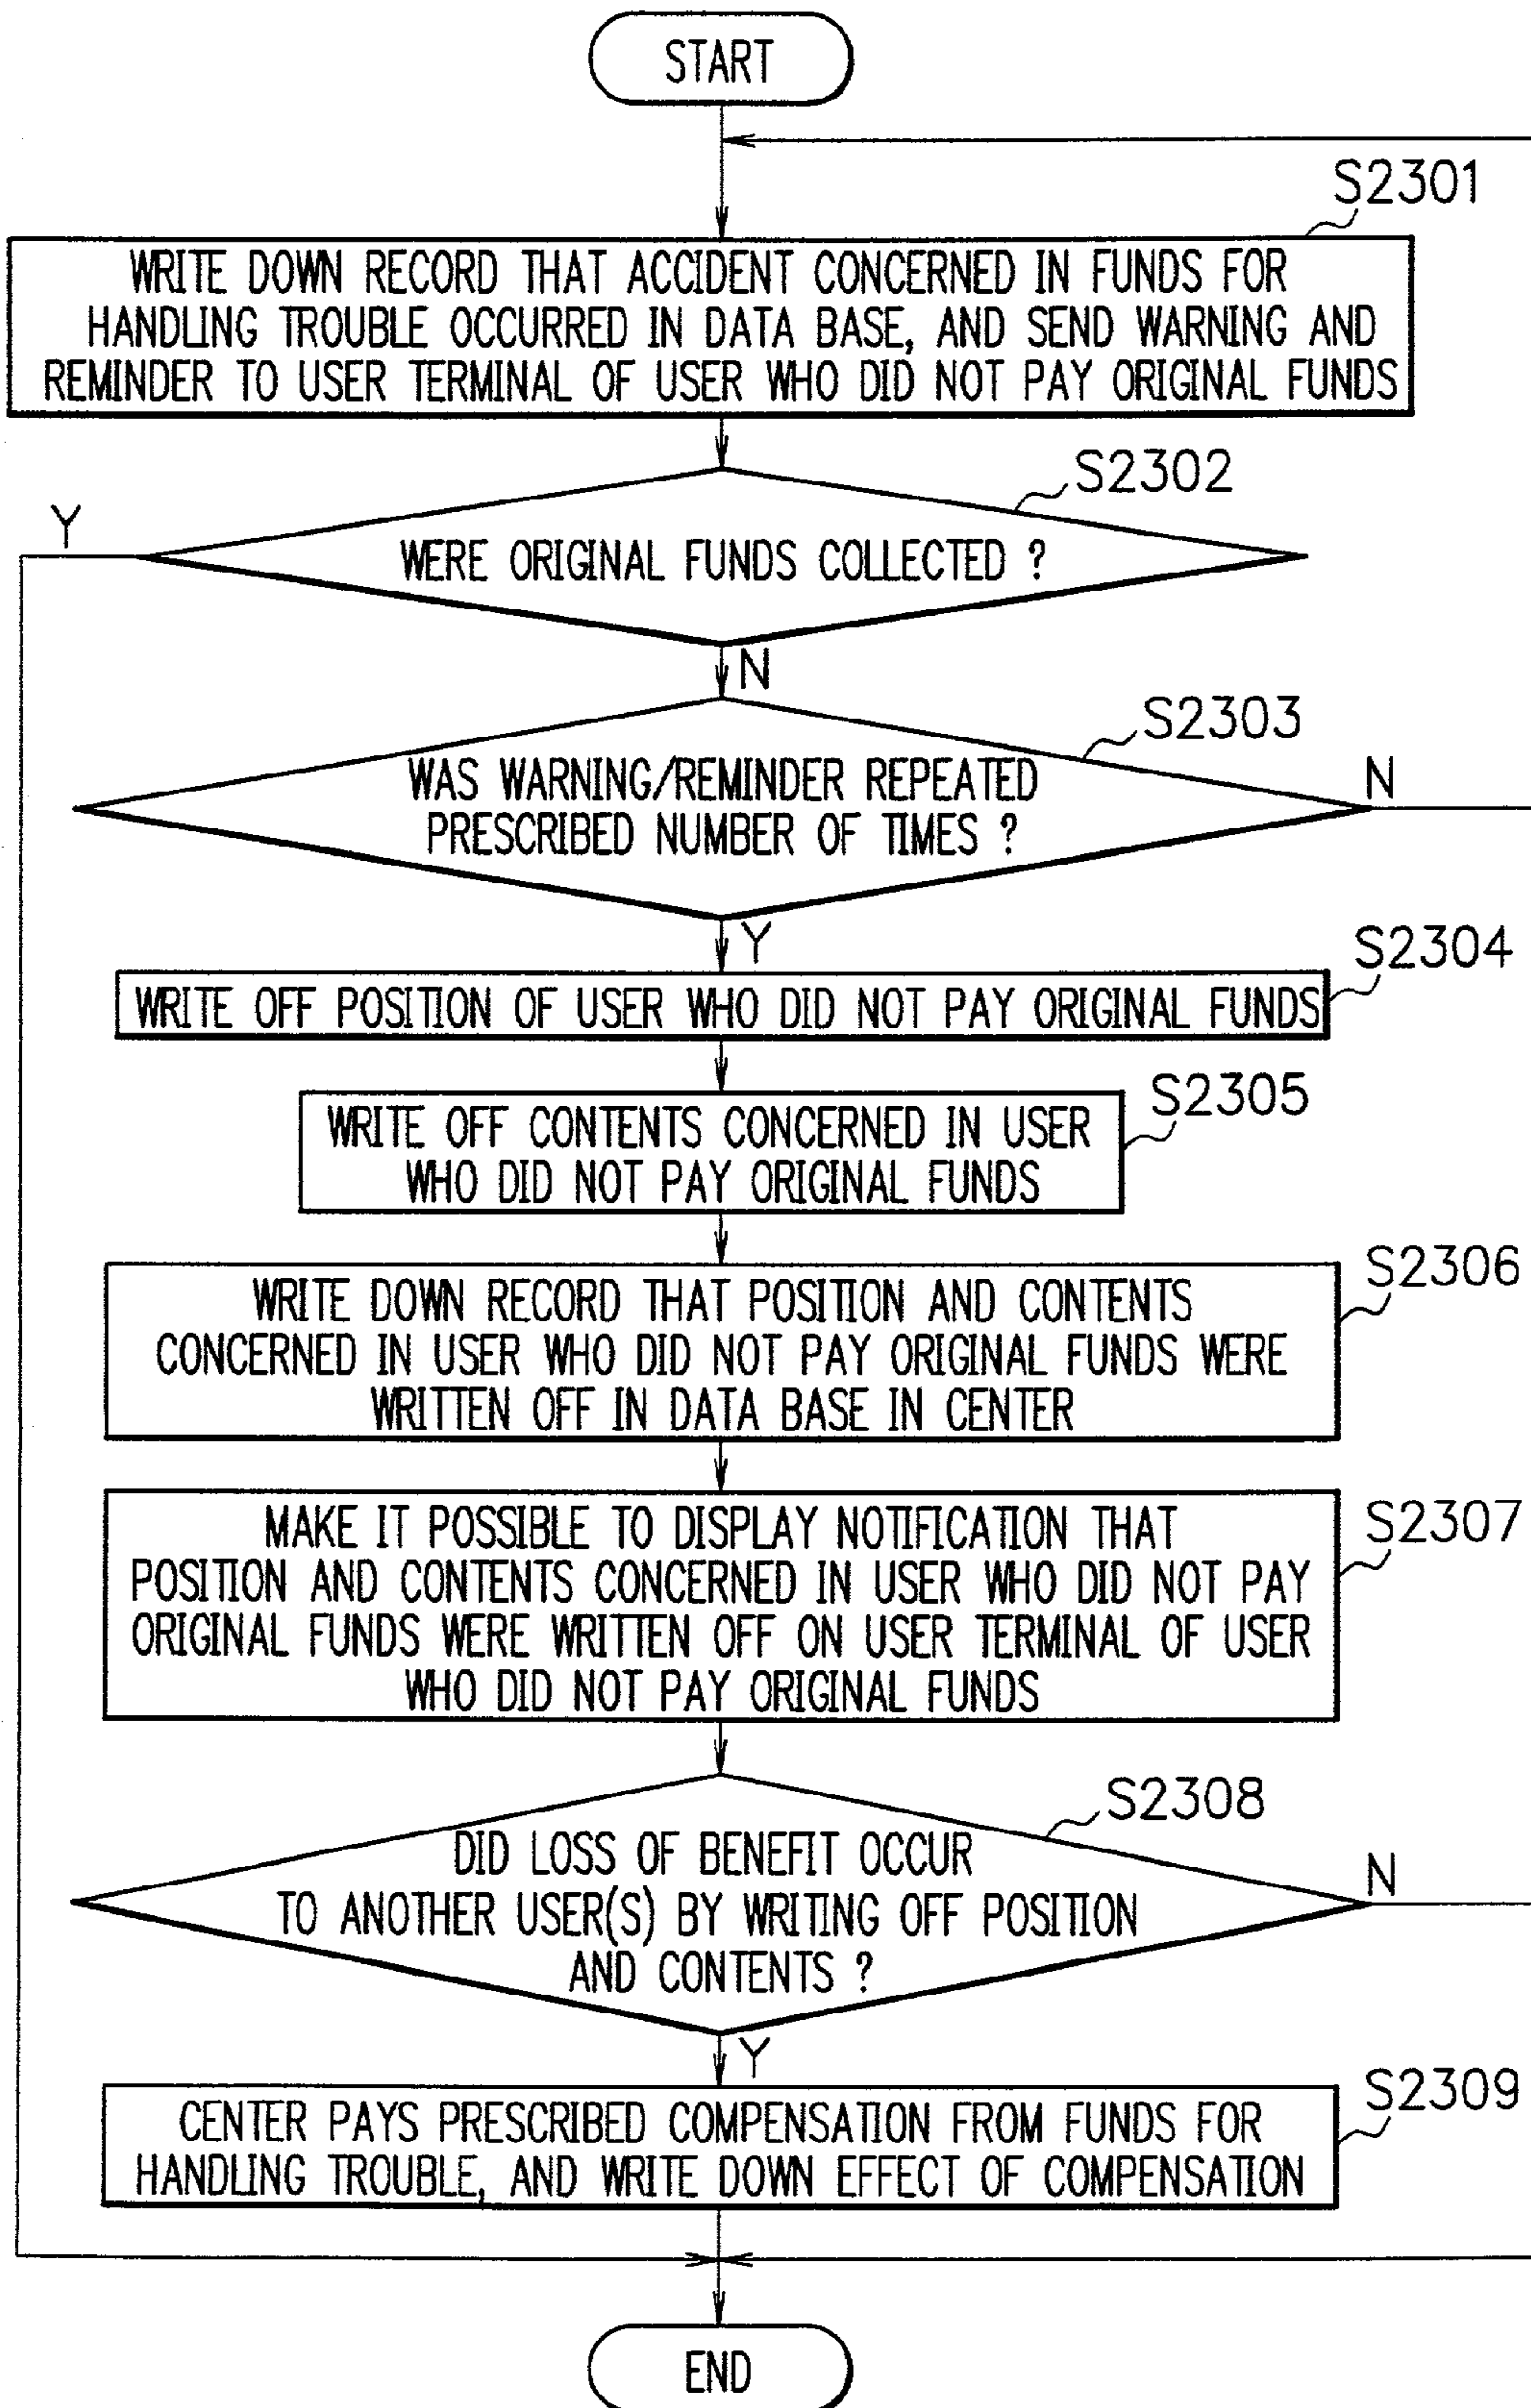 START
S2301
WRITE DOWN RECORD THAT ACCIDENT CONCERNED IN FUNDS FOR
HANDLING TROUBLE OCCURRED IN DATA BASE, AND SEND WARNING AND
REMINDER TO USER TERMINAL OF USER WHO DID NOT PAY ORIGINAL FUNDS
S2302
Y
WERE ORIGINAL FUNDS COLLECTED ?
N
S2303
WAS WARNING/REMINDER REPEATED
PRESCRIBED NUMBER OF TIMES ?
N
Y
S2304
WRITE OFF POSITION OF USER WHO DID NOT PAY ORIGINAL FUNDS
S2305
WRITE OFF CONTENTS CONCERNED IN USER
WHO DID NOT PAY ORIGINAL FUNDS
S2306
WRITE DOWN RECORD THAT POSITION AND CONTENTS
CONCERNED IN USER WHO DID NOT PAY ORIGINAL FUNDS WERE
WRITTEN OFF IN DATA BASE IN CENTER
S2307
MAKE IT POSSIBLE TO DISPLAY NOTIFICATION THAT
POSITION AND CONTENTS CONCERNED IN USER WHO DID NOT PAY
ORIGINAL FUNDS WERE WRITTEN OFF ON USER TERMINAL OF USER
WHO DID NOT PAY ORIGINAL FUNDS
S2308
DID LOSS OF BENEFIT OCCUR
TO ANOTHER USER(S) BY WRITING OFF POSITION
AND CONTENTS ?
N
Y
S2309
CENTER PAYS PRESCRIBED COMPENSATION FROM FUNDS FOR
HANDLING TROUBLE, AND WRITE DOWN EFFECT OF COMPENSATION
END